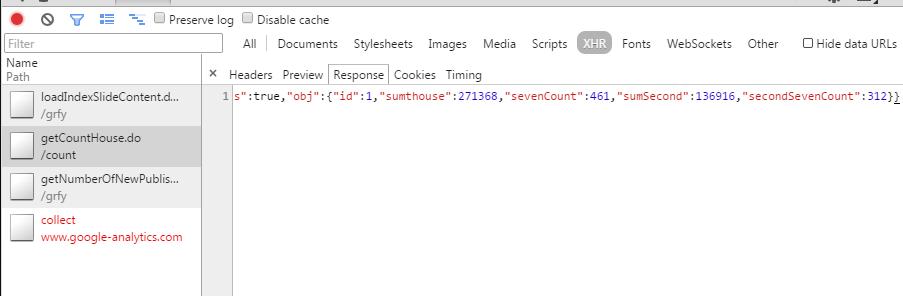 Preserve log Disable cache
Filter All Documents Stylesheets Images Media Scripts XHR Fonts WebSockets Other Hide data URLs
Name
Path
× Headers Preview Response Cookies Timing
loadIndexSlideContent.d...
/grfy
getCountHouse.do
/count
getNumberOfNewPublis...
/grfy
collect
www.google-analytics.com
1 s":true,"obj":{"id":1,"sumthouse":271368,"sevenCount":461,"sumSecond":136916,"secondSevenCount":312}}